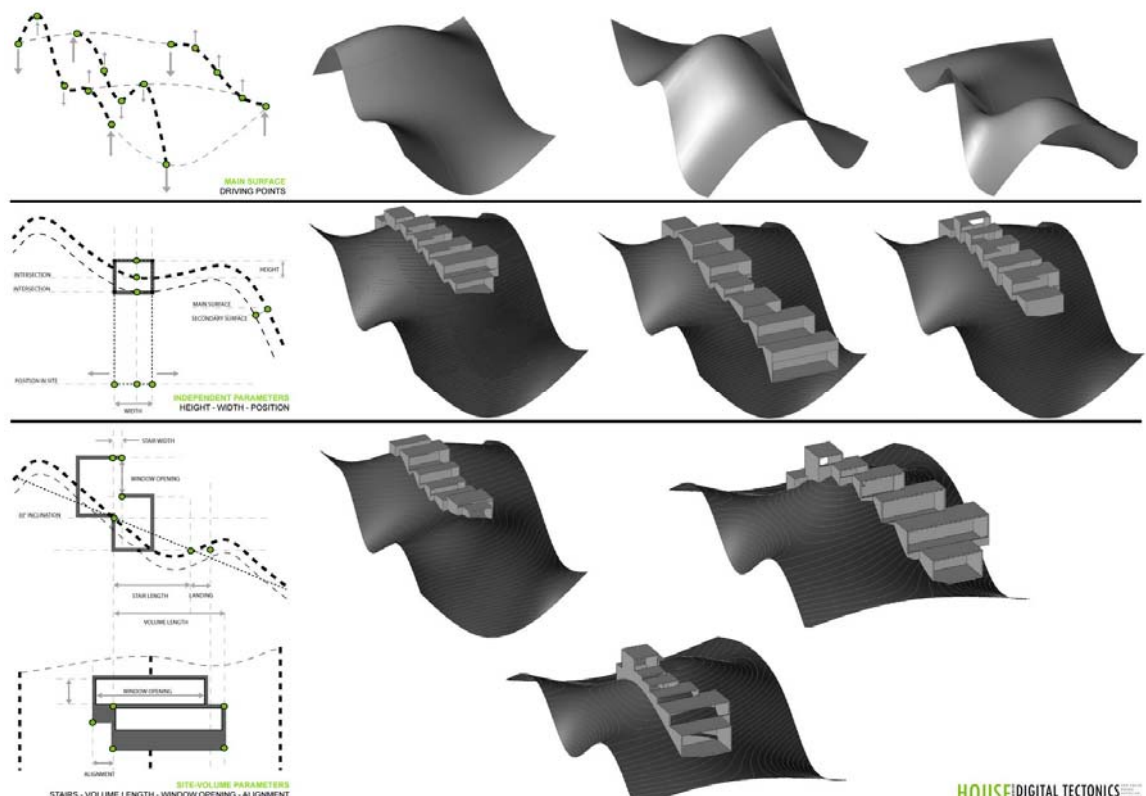 MAIN SURFACE
DRIVING POINTS
HEIGHT
INTERSECTION
INTERSECTION
MAIN SURFACE
SECONDARY SURFACE
POSITION IN SITE
INDEPENDENT PARAMETERS
HEIGHT - WIDTH - POSITION
WIDTH
STAIR WIDTH
WINDOW OPENING
INCLINATION
STAIR LENGTH
LANDING
VOLUME LENGTH
WINDOW OPENING
ALIGNMENT
SITE-VOLUME PARAMETERS
STAIRS - VOLUME LENGTH - WINDOW OPENING - ALIGNMENT
HOUSE DIGITAL TECTONICS